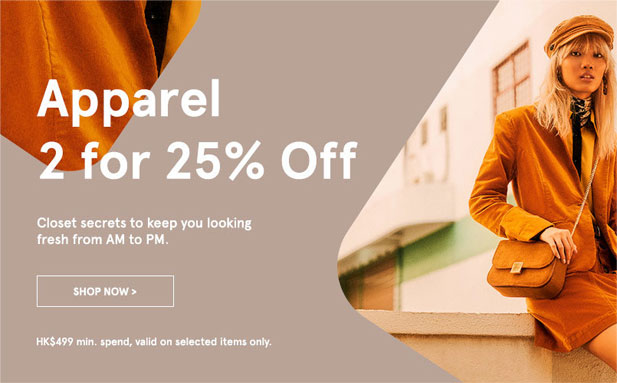 Apparel
2 for 25% Off
Closet secrets to keep you looking
fresh from AM to PM.
SHOP NOW >
HK$499 min. spend, valid on selected items only.